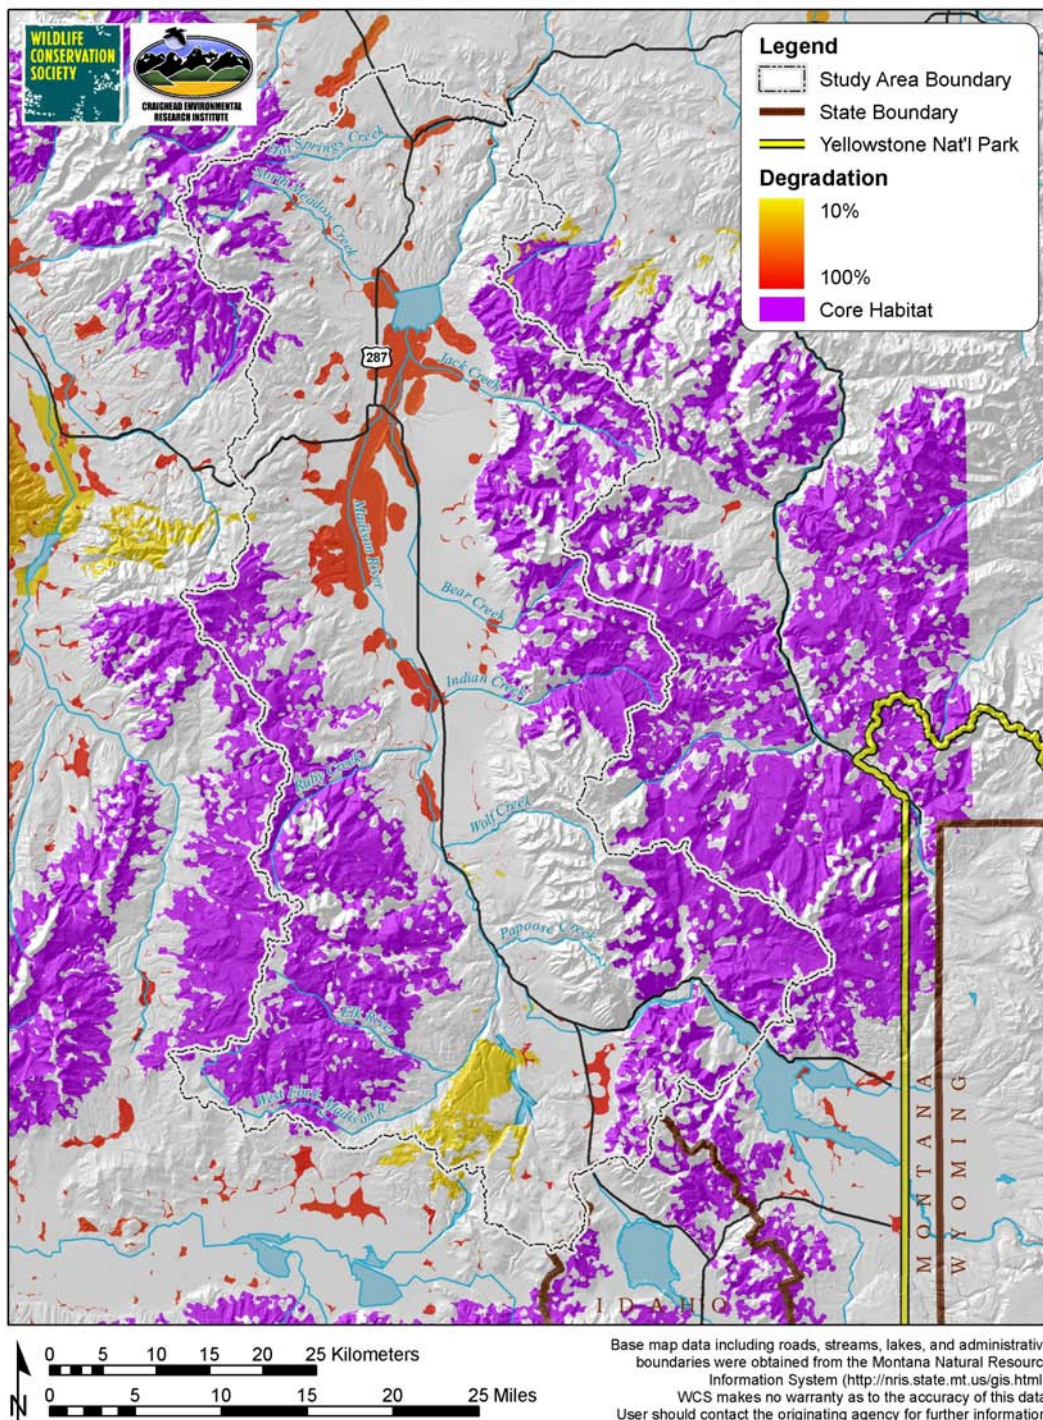 WILDLIFE
CONSERVATION
SOCIETY
CRAIGHEAD ENVIRONMENTAL
RESEARCH INSTITUTE
Legend
Study Area Boundary
State Boundary
Yellowstone Nat'l Park
Degradation
10%
100%
Core Habitat
Hot Springs Creek
North Meadow Creek
287
Jack Creek
Madison River
Bear Creek
Indian Creek
Ruby Creek
Wolf Creek
Papoose Creek
Elk River
West Fork Madison R.
MONTANA
WYOMING
IDAHO
0 5 10 15 20 25 Kilometers
0 5 10 15 20 25 Miles
N
Base map data including roads, streams, lakes, and administrativ
boundaries were obtained from the Montana Natural Resourc
Information System (http://nris.state.mt.us/gis.html
WCS makes no warranty as to the accuracy of this data
User should contact the originating agency for further information